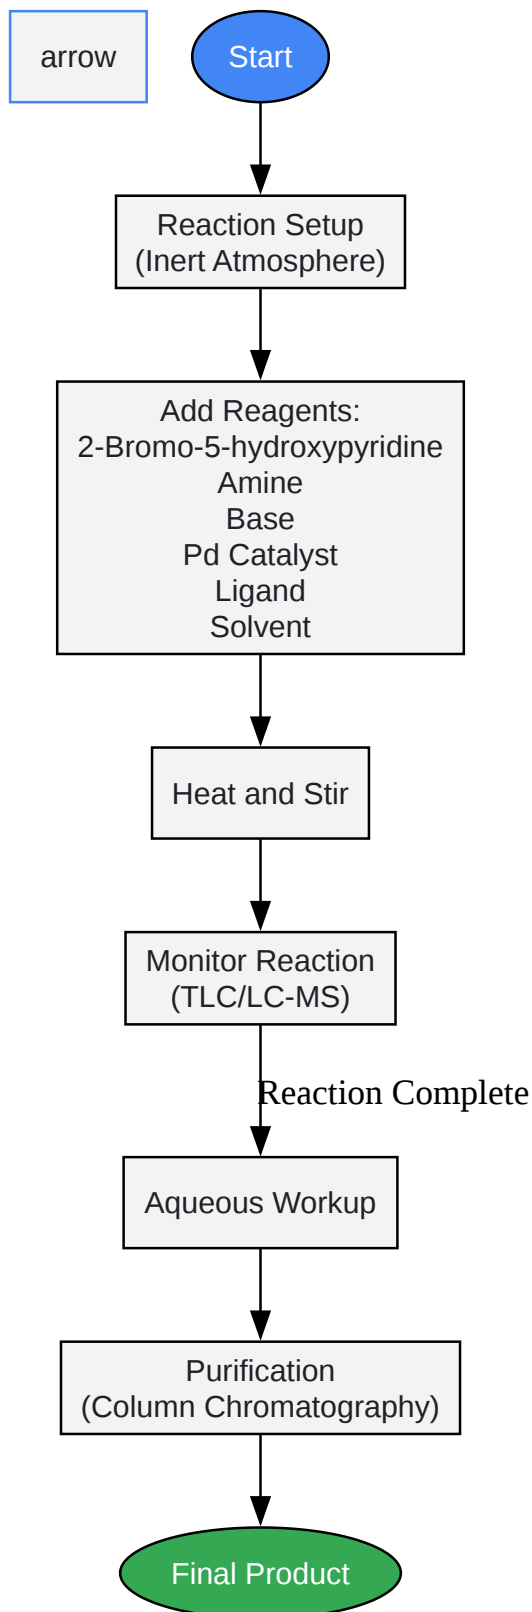 arrow
Start
Reaction Setup
(Inert Atmosphere)
Add Reagents:
2-Bromo-5-hydroxypyridine
Amine
Base
Pd Catalyst
Ligand
Solvent
Heat and Stir
Monitor Reaction
(TLC/LC-MS)
Reaction Complete
Aqueous Workup
Purification
(Column Chromatography)
Final Product